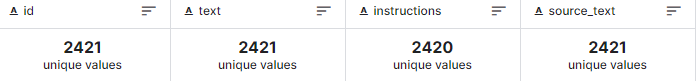 A id
A text
A instructions
A source_text
2421
unique values
2421
unique values
2420
unique values
2421
unique values